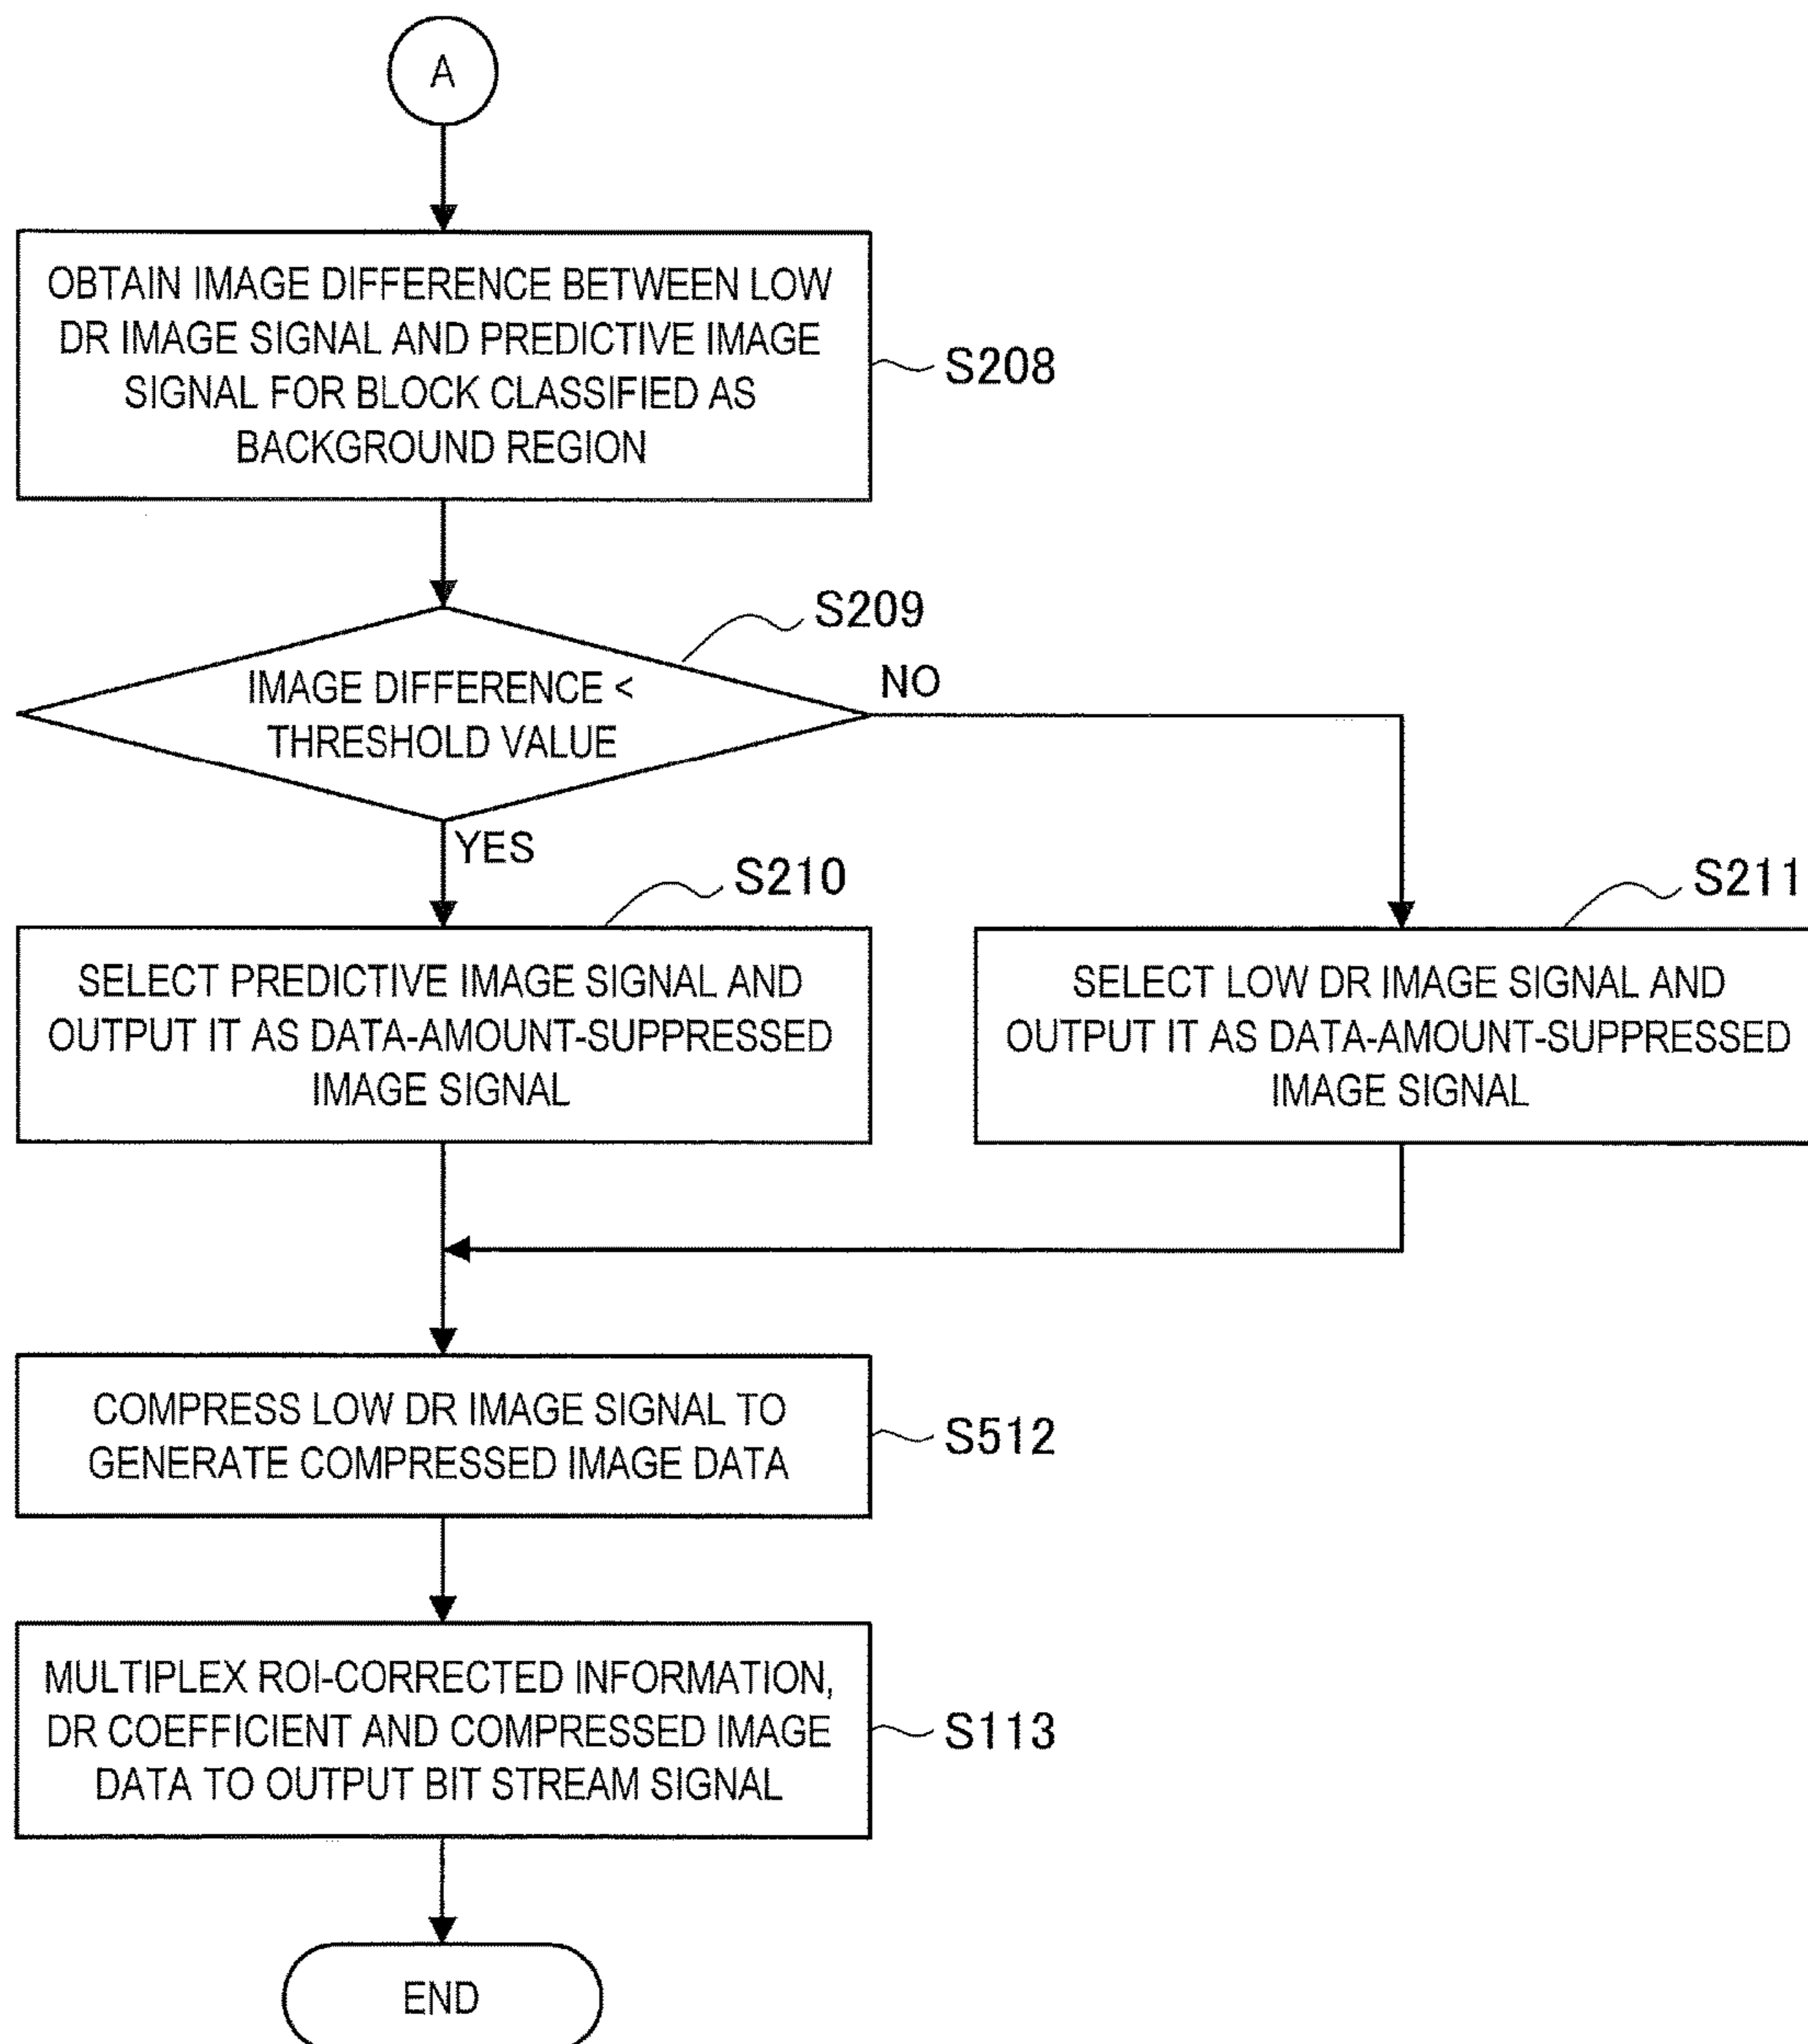 A
OBTAIN IMAGE DIFFERENCE BETWEEN LOW
DR IMAGE SIGNAL AND PREDICTIVE IMAGE
SIGNAL FOR BLOCK CLASSIFIED AS
BACKGROUND REGION
S208
S209
IMAGE DIFFERENCE <
THRESHOLD VALUE
NO
YES
S210
S211
SELECT PREDICTIVE IMAGE SIGNAL AND
OUTPUT IT AS DATA-AMOUNT-SUPPRESSED
IMAGE SIGNAL
SELECT LOW DR IMAGE SIGNAL AND
OUTPUT IT AS DATA-AMOUNT-SUPPRESSED
IMAGE SIGNAL
COMPRESS LOW DR IMAGE SIGNAL TO
GENERATE COMPRESSED IMAGE DATA
S512
MULTIPLEX ROI-CORRECTED INFORMATION,
DR COEFFICIENT AND COMPRESSED IMAGE
DATA TO OUTPUT BIT STREAM SIGNAL
S113
END